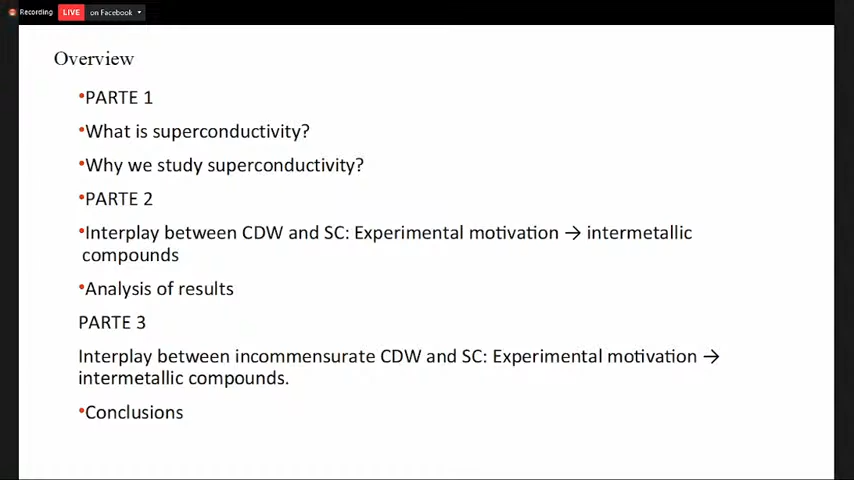 Recording LIVE on Facebook
Overview
•PARTE 1
•What is superconductivity?
•Why we study superconductivity?
•PARTE 2
•Interplay between CDW and SC: Experimental motivation → intermetallic
compounds
•Analysis of results
PARTE 3
Interplay between incommensurate CDW and SC: Experimental motivation →
intermetallic compounds.
•Conclusions